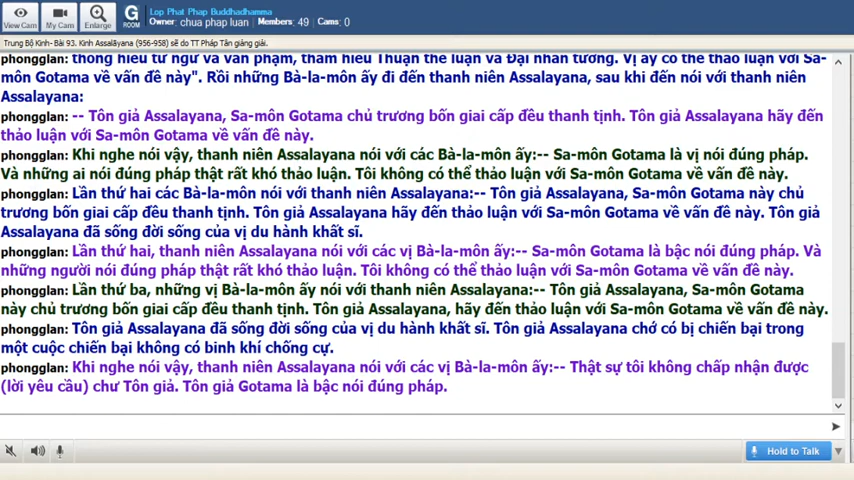 View Cam
My Cam
Enlarge
G
ROOM
Lop Phat Phap Buddhadhamma
Owner: chua phap luan Members: 49 Cams: 0
Trung Bộ Kinh- Bài 93. Kinh Assalāyana (956-958) sẽ do TT Pháp Tân giảng giải.
phongglan: thông hiểu từ ngữ và văn phạm, thâm hiểu Thuận thế luận và Đại nhân tướng. Vị ấy có thể thảo luận với Sa-
môn Gotama về vấn đề này". Rồi những Bà-la-môn ấy đi đến thanh niên Assalayana, sau khi đến nói với thanh niên
Assalayana:
phongglan: -- Tôn giả Assalayana, Sa-môn Gotama chủ trương bốn giai cấp đều thanh tịnh. Tôn giả Assalayana hãy đến
thảo luận với Sa-môn Gotama về vấn đề này.
phongglan: Khi nghe nói vậy, thanh niên Assalayana nói với các Bà-la-môn ấy:-- Sa-môn Gotama là vị nói đúng pháp.
Và những ai nói đúng pháp thật rất khó thảo luận. Tôi không có thể thảo luận với Sa-môn Gotama về vấn đề này.
phongglan: Lần thứ hai các Bà-la-môn nói với thanh niên Assalayana:-- Tôn giả Assalayana, Sa-môn Gotama này chủ
trương bốn giai cấp đều thanh tịnh. Tôn giả Assalayana hãy đến thảo luận với Sa-môn Gotama về vấn đề này. Tôn giả
Assalayana đã sống đời sống của vị du hành khất sĩ.
phongglan: Lần thứ hai, thanh niên Assalayana nói với các vị Bà-la-môn ấy:-- Sa-môn Gotama là bậc nói đúng pháp. Và
những người nói đúng pháp thật rất khó thảo luận. Tôi không có thể thảo luận với Sa-môn Gotama về vấn đề này.
phongglan: Lần thứ ba, những vị Bà-la-môn ấy nói với thanh niên Assalayana:-- Tôn giả Assalayana, Sa-môn Gotama
này chủ trương bốn giai cấp đều thanh tịnh. Tôn giả Assalayana, hãy đến thảo luận với Sa-môn Gotama về vấn đề này.
phongglan: Tôn giả Assalayana đã sống đời sống của vị du hành khất sĩ. Tôn giả Assalayana chớ có bị chiến bại trong
một cuộc chiến bại không có binh khí chống cự.
phongglan: Khi nghe nói vậy, thanh niên Assalayana nói với các vị Bà-la-môn ấy:-- Thật sự tôi không chấp nhận được
(lời yêu cầu) chư Tôn giả. Tôn giả Gotama là bậc nói đúng pháp.
Hold to Talk